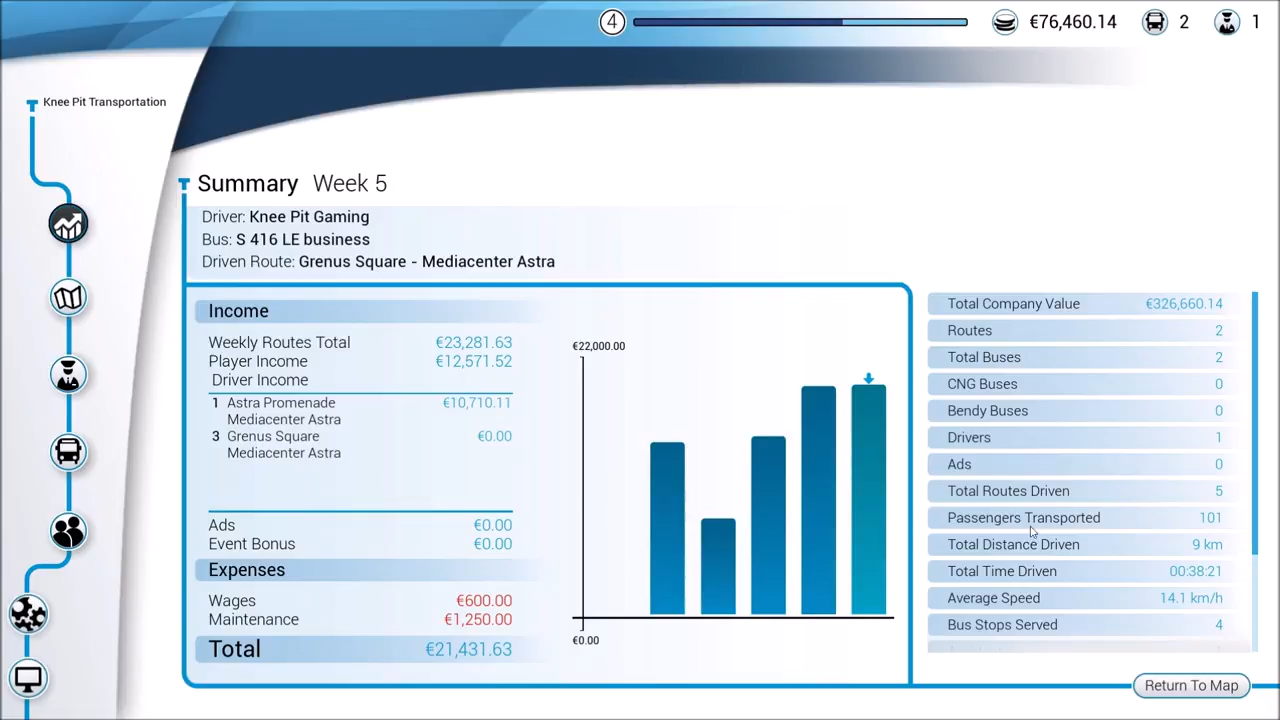 4
€76,460.14
2
1
Knee Pit Transportation
Summary Week 5
Driver: Knee Pit Gaming
Bus: S 416 LE business
Driven Route: Grenus Square - Mediacenter Astra
Income
Weekly Routes Total €23,281.63
Player Income €12,571.52
Driver Income
1 Astra Promenade €10,710.11
Mediacenter Astra
3 Grenus Square €0.00
Mediacenter Astra
Ads €0.00
Event Bonus €0.00
Expenses
Wages €600.00
Maintenance €1,250.00
Total €21,431.63
€22,000.00
€0.00
Total Company Value €326,660.14
Routes 2
Total Buses 2
CNG Buses 0
Bendy Buses 0
Drivers 1
Ads 0
Total Routes Driven 5
Passengers Transported 101
Total Distance Driven 9 km
Total Time Driven 00:38:21
Average Speed 14.1 km/h
Bus Stops Served 4
Return To Map